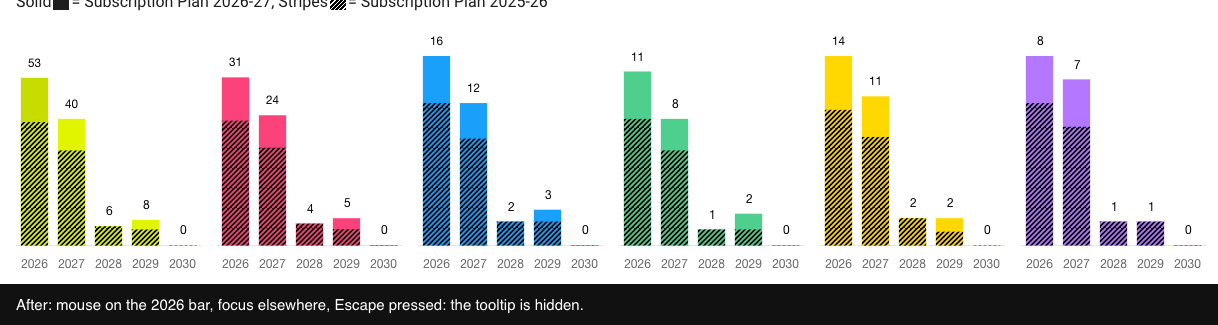 Solid = Subscription Plan 2026-27, Stripes = Subscription Plan 2025-26
53 40 6 8 0
31 24 4 5 0
16 12 2 3 0
11 8 1 2 0
14 11 2 2 0
8 7 1 1 0
2026 2027 2028 2029 2030 2026 2027 2028 2029 2030 2026 2027 2028 2029 2030 2026 2027 2028 2029 2030 2026 2027 2028 2029 2030 2026 2027 2028 2029 2030
After: mouse on the 2026 bar, focus elsewhere, Escape pressed: the tooltip is hidden.